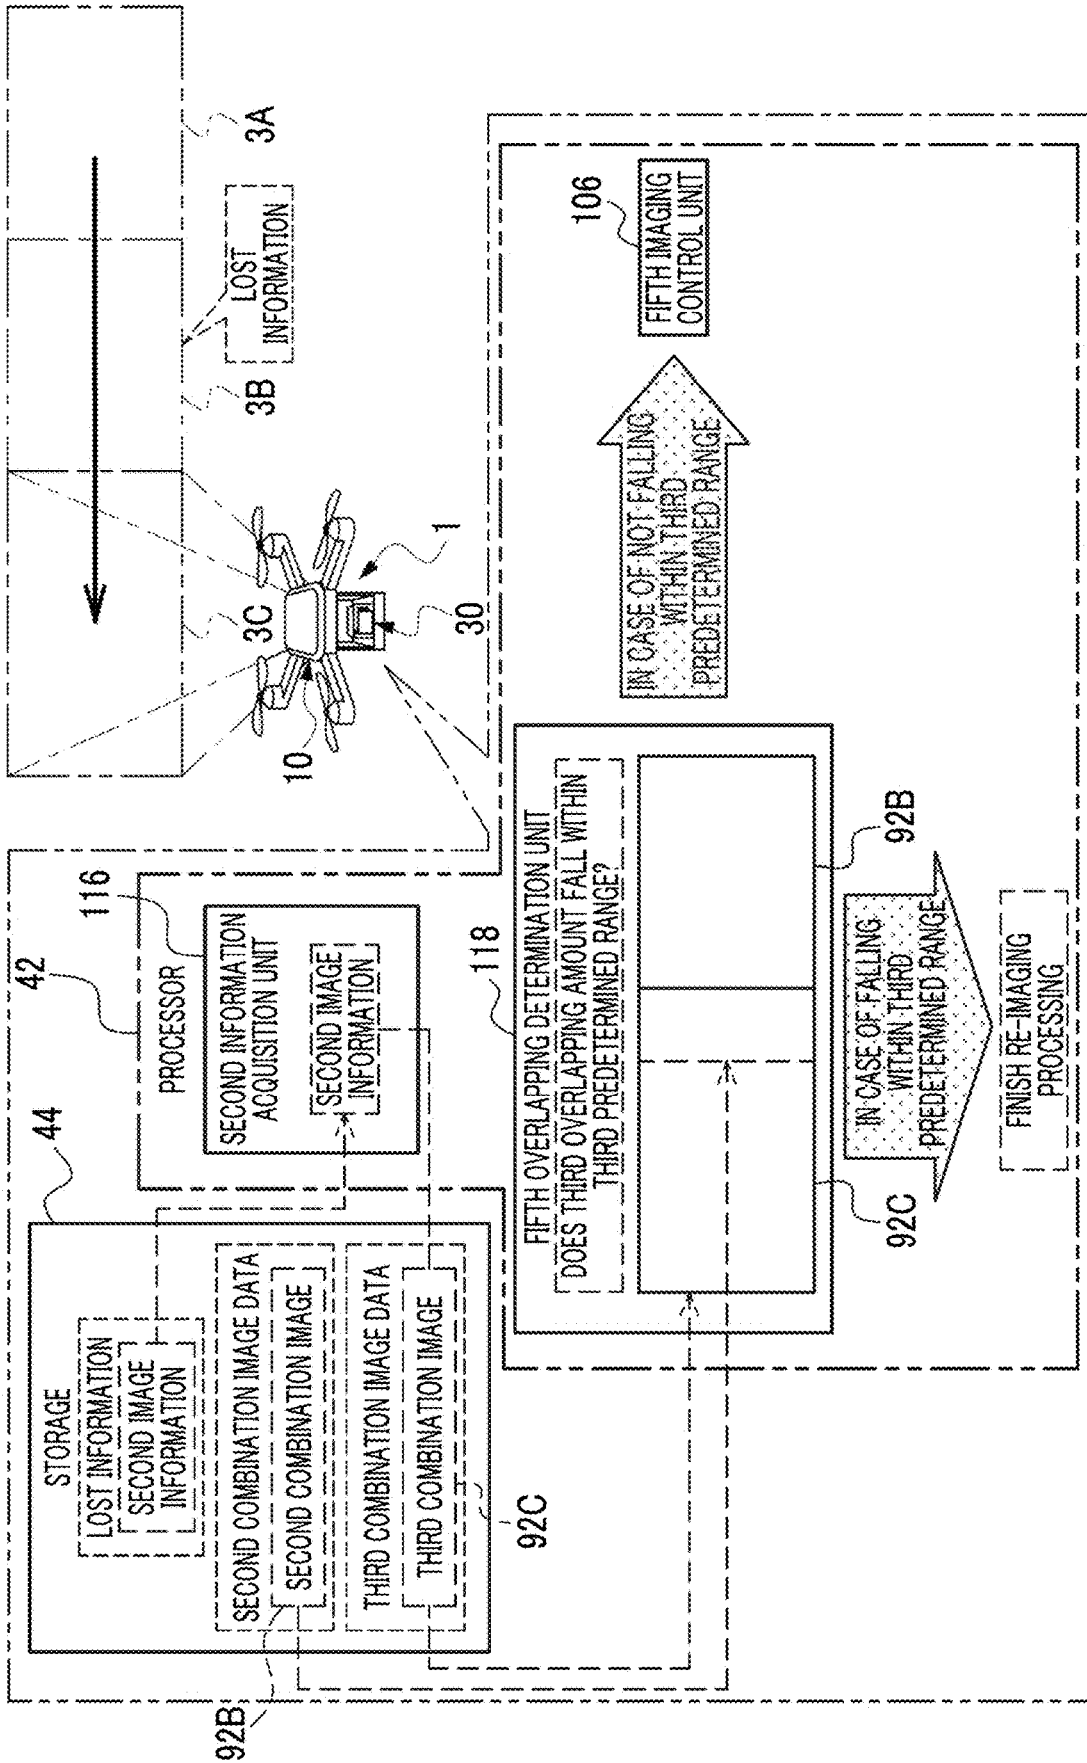 3A
LOST
INFORMATION
3B
3C
1
30
10
44
STORAGE
LOST INFORMATION
SECOND IMAGE
INFORMATION
SECOND COMBINATION IMAGE DATA
SECOND COMBINATION IMAGE
92B
THIRD COMBINATION IMAGE DATA
THIRD COMBINATION IMAGE
92C
42
PROCESSOR
116
SECOND INFORMATION
ACQUISITION UNIT
SECOND IMAGE
INFORMATION
118
FIFTH OVERLAPPING DETERMINATION UNIT
DOES THIRD OVERLAPPING AMOUNT FALL WITHIN
THIRD PREDETERMINED RANGE?
92C
92B
IN CASE OF NOT FALLING
WITHIN THIRD
PREDETERMINED RANGE
106
FIFTH IMAGING
CONTROL UNIT
IN CASE OF FALLING
WITHIN THIRD
PREDETERMINED RANGE
FINISH RE-IMAGING
PROCESSING